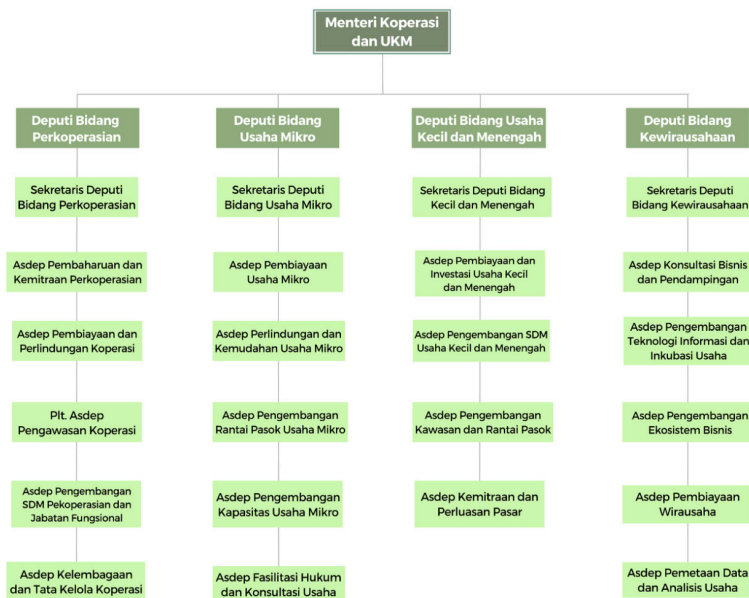 Menteri Koperasi
dan UKM
Deputi Bidang
Perkoperasian
Sekretaris Deputi
Bidang Perkoperasian
Asdep Pembaharuan dan
Kemitraan Perkoperasian
Asdep Pembiayaan dan
Perlindungan Koperasi
Plt. Asdep
Pengawasan Koperasi
Asdep Pengembangan
SDM Pekoperasian dan
Jabatan Fungsional
Asdep Kelembagaan
dan Tata Kelola Koperasi
Deputi Bidang
Usaha Mikro
Sekretaris Deputi
Bidang Usaha Mikro
Asdep Pembiayaan
Usaha Mikro
Asdep Perlindungan dan
Kemudahan Usaha Mikro
Asdep Pengembangan
Rantai Pasok Usaha Mikro
Asdep Pengembangan
Kapasitas Usaha Mikro
Asdep Fasilitasi Hukum
dan Konsultasi Usaha
Deputi Bidang Usaha
Kecil dan Menengah
Sekretaris Deputi Bidang
Kecil dan Menengah
Asdep Pembiayaan dan
Investasi Usaha Kecil
dan Menengah
Asdep Pengembangan SDM
Usaha Kecil dan Menengah
Asdep Pengembangan
Kawasan dan Rantai Pasok
Asdep Kemitraan dan
Perluasan Pasar
Deputi Bidang
Kewirausahaan
Sekretaris Deputi
Bidang Kewirausahaan
Asdep Konsultasi Bisnis
dan Pendampingan
Asdep Pengembangan
Teknologi Informasi dan
Inkubasi Usaha
Asdep Pengembangan
Ekosistem Bisnis
Asdep Pembiayaan
Wirausaha
Asdep Pemetaan Data
dan Analisis Usaha